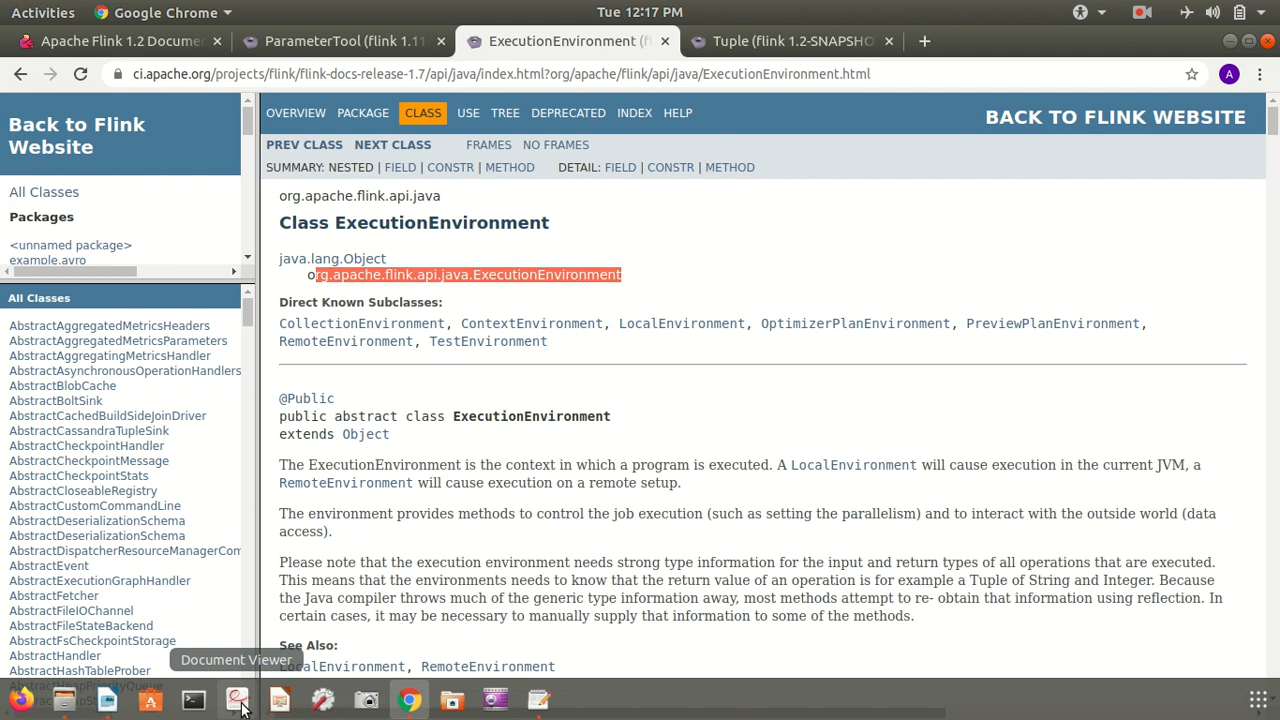 Activities Google Chrome Tue 12:17 PM
Apache Flink 1.2 Documen ParameterTool (flink 1.11- ExecutionEnvironment (fl Tuple (flink 1.2-SNAPSHO
ci.apache.org/projects/flink/flink-docs-release-1.7/api/java/index.html?org/apache/flink/api/java/ExecutionEnvironment.html A
Back to Flink
Website
All Classes
Packages
<unnamed package>
example.avro
All Classes
AbstractAggregatedMetricsHeaders
AbstractAggregatedMetricsParameters
AbstractAggregatingMetricsHandler
AbstractAsynchronousOperationHandlers
AbstractBlobCache
AbstractBoltSink
AbstractCachedBuildSideJoinDriver
AbstractCassandraTupleSink
AbstractCheckpointHandler
AbstractCheckpointMessage
AbstractCheckpointStats
AbstractCloseableRegistry
AbstractCustomCommandLine
AbstractDeserializationSchema
AbstractDeserializationSchema
AbstractDispatcherResourceManagerCom
AbstractEvent
AbstractExecutionGraphHandler
AbstractFetcher
AbstractFileIOChannel
AbstractFileStateBackend
AbstractFsCheckpointStorage
AbstractHandler
AbstractHashTableProber
AbstractHeapPriorityQueue
OVERVIEW PACKAGE CLASS USE TREE DEPRECATED INDEX HELP
BACK TO FLINK WEBSITE
PREV CLASS NEXT CLASS FRAMES NO FRAMES
SUMMARY: NESTED | FIELD | CONSTR | METHOD DETAIL: FIELD | CONSTR | METHOD
org.apache.flink.api.java
Class ExecutionEnvironment
java.lang.Object
org.apache.flink.api.java.ExecutionEnvironment
Direct Known Subclasses:
CollectionEnvironment, ContextEnvironment, LocalEnvironment, OptimizerPlanEnvironment, PreviewPlanEnvironment,
RemoteEnvironment, TestEnvironment
@Public
public abstract class ExecutionEnvironment
extends Object
The ExecutionEnvironment is the context in which a program is executed. A LocalEnvironment will cause execution in the current JVM, a
RemoteEnvironment will cause execution on a remote setup.
The environment provides methods to control the job execution (such as setting the parallelism) and to interact with the outside world (data
access).
Please note that the execution environment needs strong type information for the input and return types of all operations that are executed.
This means that the environments needs to know that the return value of an operation is for example a Tuple of String and Integer. Because
the Java compiler throws much of the generic type information away, most methods attempt to re- obtain that information using reflection. In
certain cases, it may be necessary to manually supply that information to some of the methods.
See Also:
LocalEnvironment, RemoteEnvironment
Document Viewer